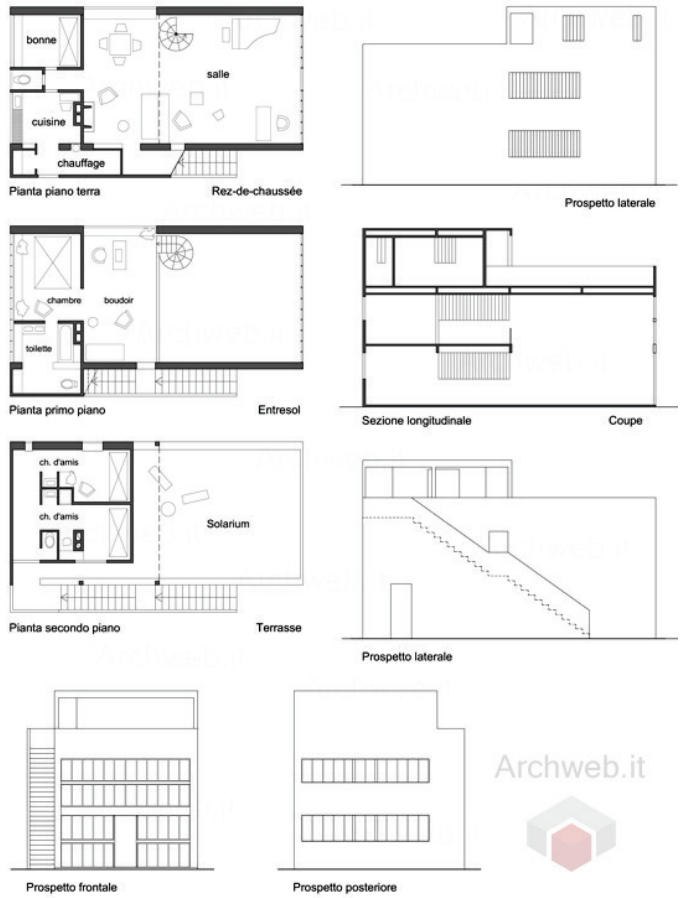 bonne
salle
cuisine
chauffage
Pianta piano terra Rez-de-chaussée
Prospetto laterale
chambre boudoir
toilette
Pianta primo piano Entresol
Sezione longitudinale Coupe
ch. d'amis
ch. d'amis
Solarium
Pianta secondo piano Terrasse
Prospetto laterale
Archweb.it
Prospetto frontale
Prospetto posteriore